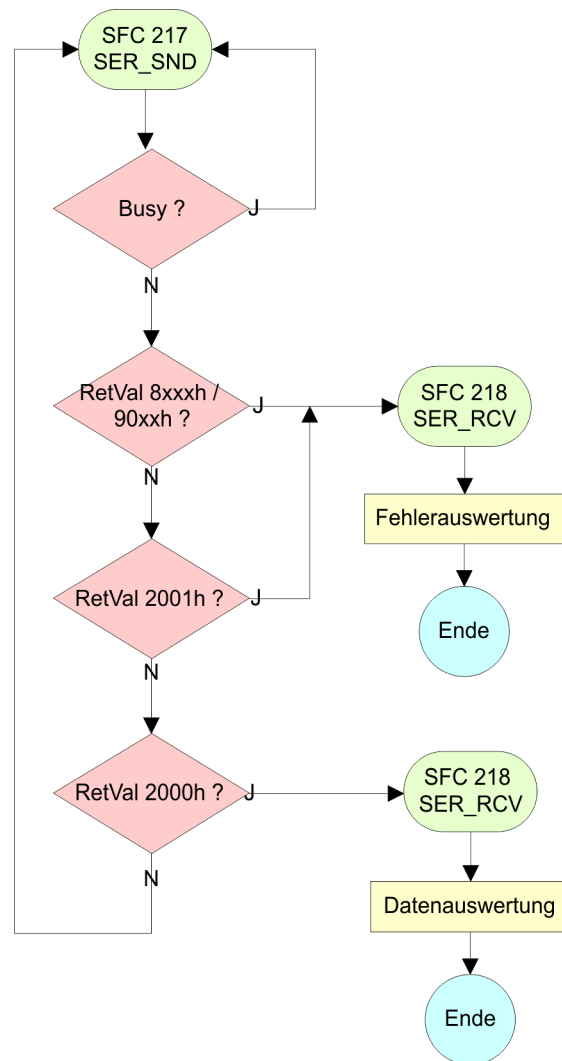 SFC 217
SER_SND
Busy ?
J
N
RetVal 8xxxh /
90xxh ?
J
SFC 218
SER_RCV
N
Fehlerauswertung
RetVal 2001h ?
J
Ende
N
RetVal 2000h ?
J
SFC 218
SER_RCV
N
Datenauswertung
Ende